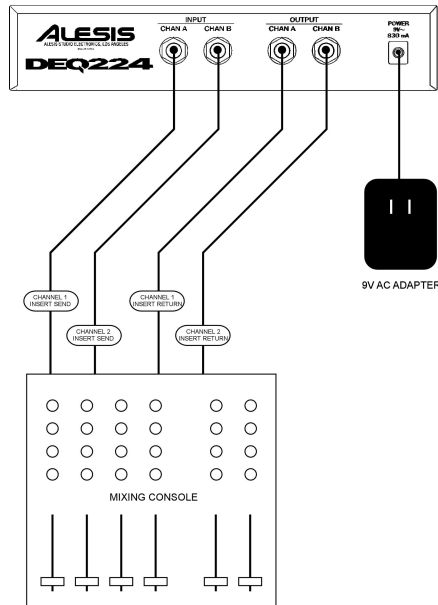 INPUT
OUTPUT
CHAN A
CHAN B
CHAN A
CHAN B
POWER
9V~
830 mA
ALESIS
ALESIS STUDIO ELECTRONICS, LOS ANGELES
DEQ224
9V AC ADAPTER
CHANNEL 1
INSERT SEND
CHANNEL 1
INSERT RETURN
CHANNEL 2
INSERT SEND
CHANNEL 2
INSERT RETURN
MIXING CONSOLE